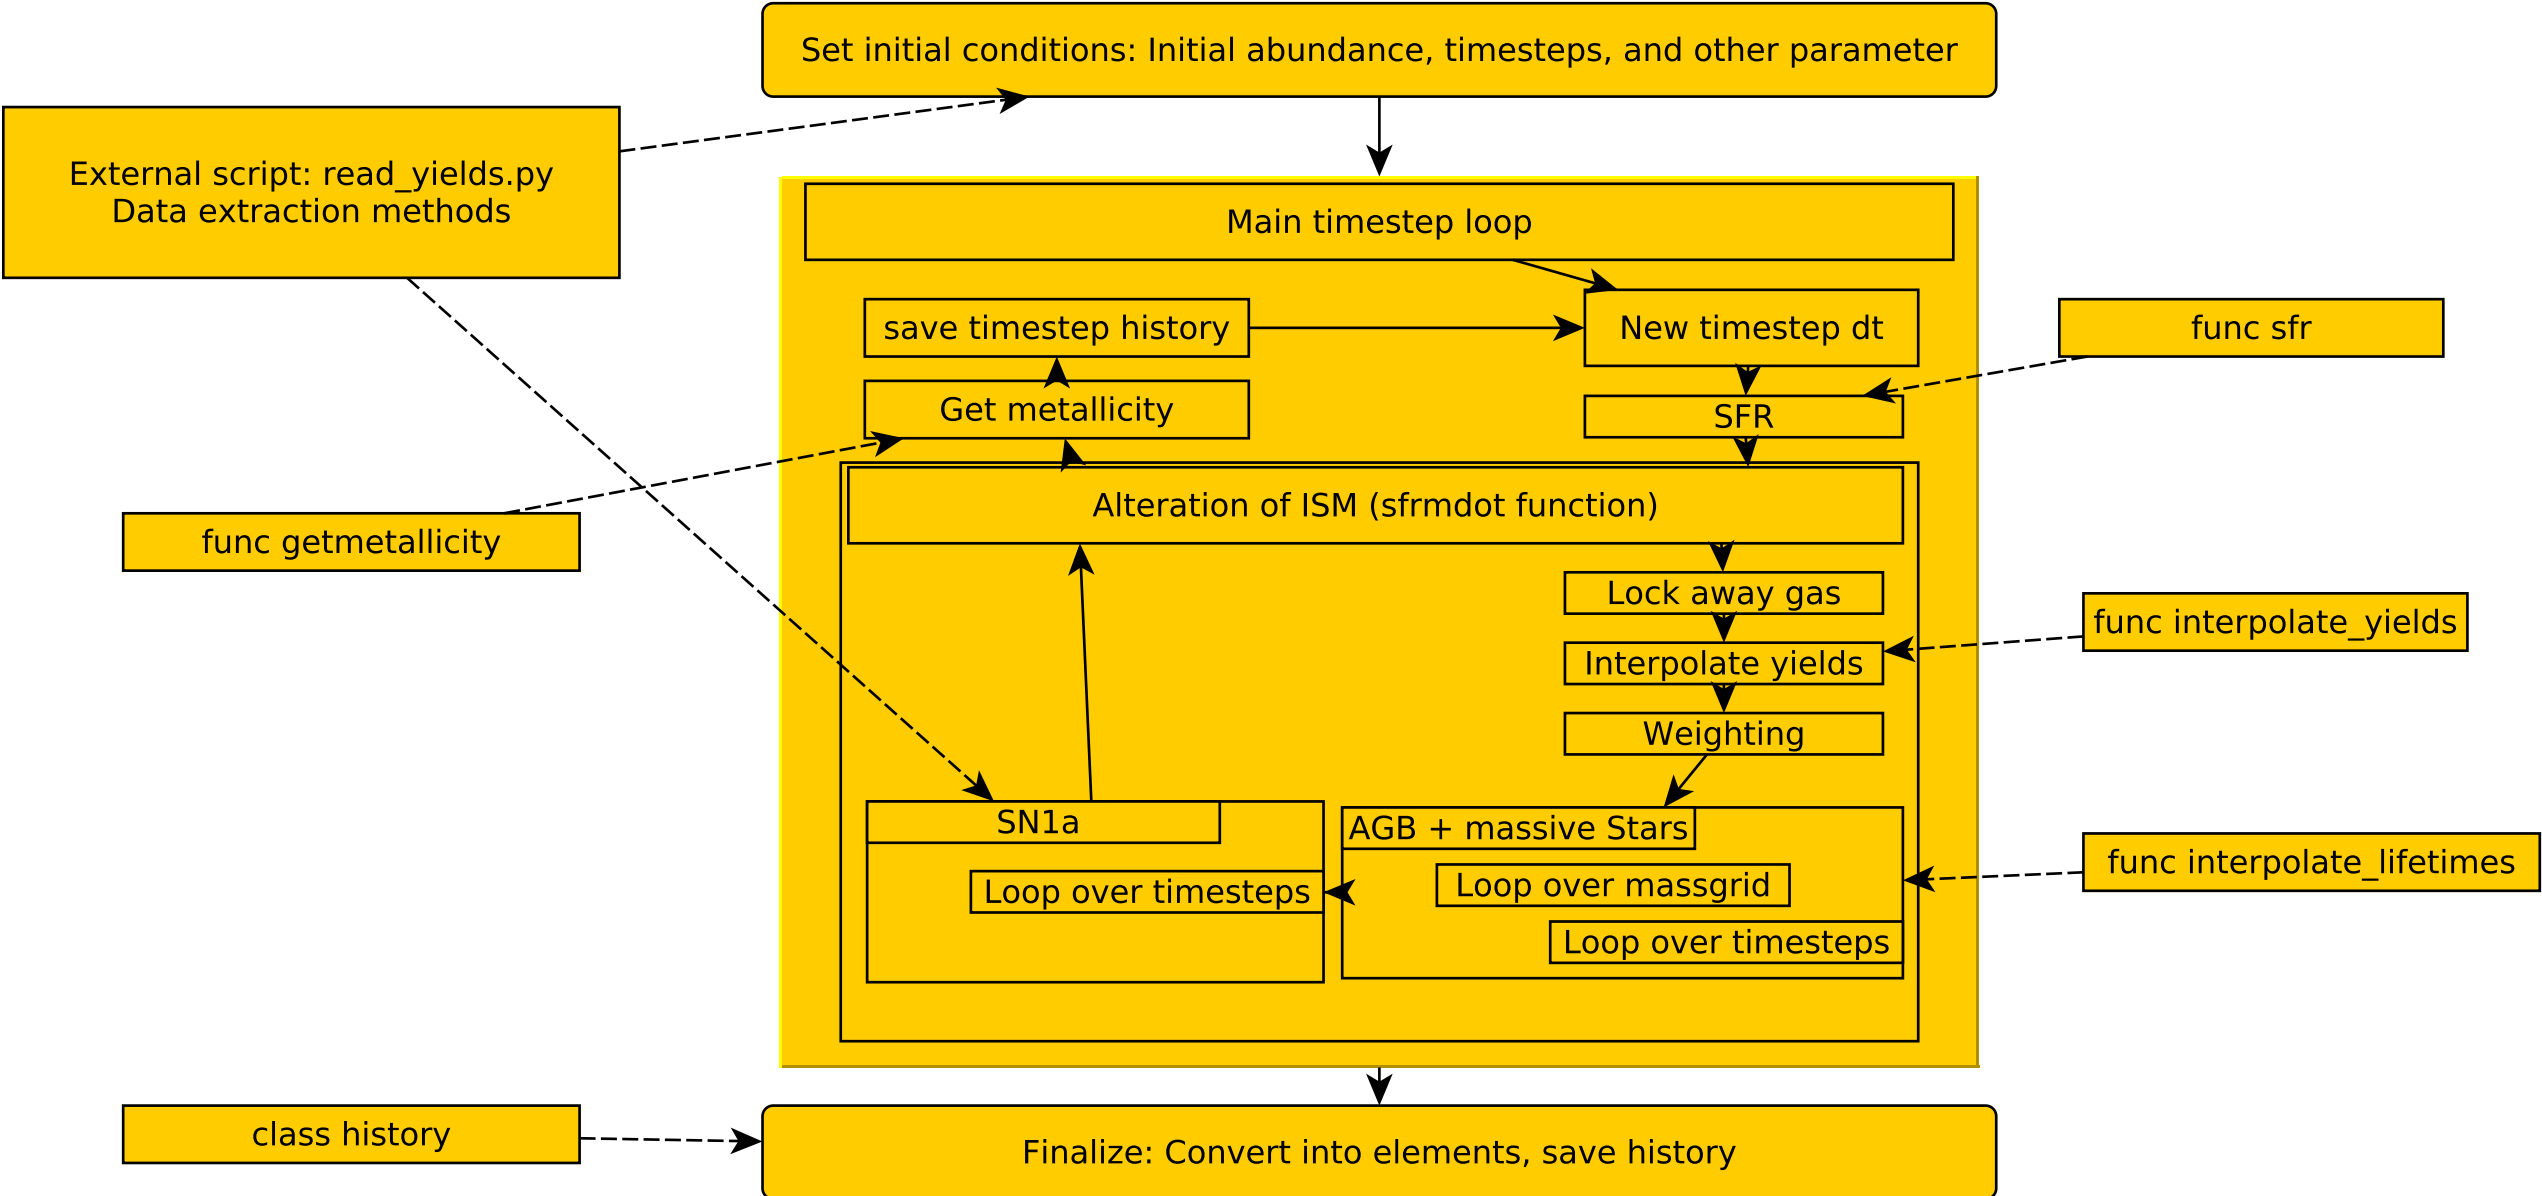 Set initial conditions: Initial abundance, timesteps, and other parameter
External script: read_yields.py
Data extraction methods
Main timestep loop
save timestep history
New timestep dt
func sfr
Get metallicity
SFR
Alteration of ISM (sfrmdot function)
func getmetallicity
Lock away gas
func interpolate_yields
Interpolate yields
Weighting
SN1a
AGB + massive Stars
func interpolate_lifetimes
Loop over timesteps
Loop over massgrid
Loop over timesteps
class history
Finalize: Convert into elements, save history